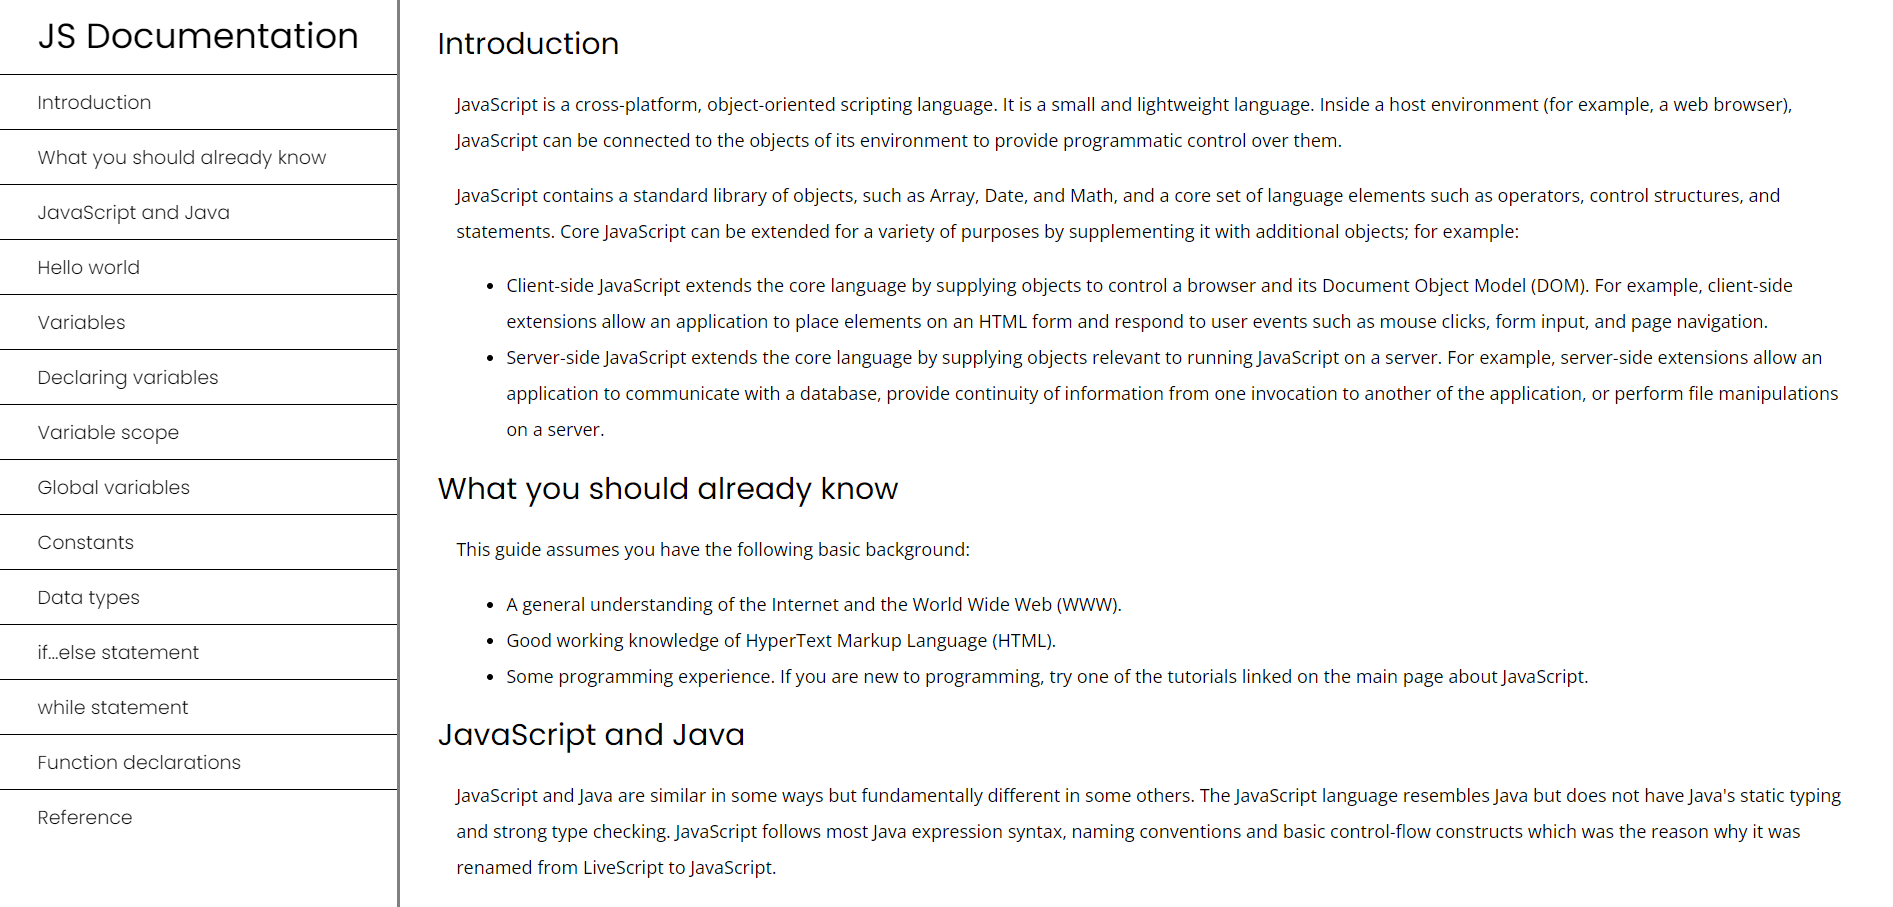 JS Documentation
Introduction
What you should already know
JavaScript and Java
Hello world
Variables
Declaring variables
Variable scope
Global variables
Constants
Data types
if...else statement
while statement
Function declarations
Reference
Introduction
JavaScript is a cross-platform, object-oriented scripting language. It is a small and lightweight language. Inside a host environment (for example, a web browser),
JavaScript can be connected to the objects of its environment to provide programmatic control over them.
JavaScript contains a standard library of objects, such as Array, Date, and Math, and a core set of language elements such as operators, control structures, and
statements. Core JavaScript can be extended for a variety of purposes by supplementing it with additional objects; for example:
• Client-side JavaScript extends the core language by supplying objects to control a browser and its Document Object Model (DOM). For example, client-side
extensions allow an application to place elements on an HTML form and respond to user events such as mouse clicks, form input, and page navigation.
• Server-side JavaScript extends the core language by supplying objects relevant to running JavaScript on a server. For example, server-side extensions allow an
application to communicate with a database, provide continuity of information from one invocation to another of the application, or perform file manipulations
on a server.
What you should already know
This guide assumes you have the following basic background:
• A general understanding of the Internet and the World Wide Web (WWW).
• Good working knowledge of HyperText Markup Language (HTML).
• Some programming experience. If you are new to programming, try one of the tutorials linked on the main page about JavaScript.
JavaScript and Java
JavaScript and Java are similar in some ways but fundamentally different in some others. The JavaScript language resembles Java but does not have Java's static typing
and strong type checking. JavaScript follows most Java expression syntax, naming conventions and basic control-flow constructs which was the reason why it was
renamed from LiveScript to JavaScript.